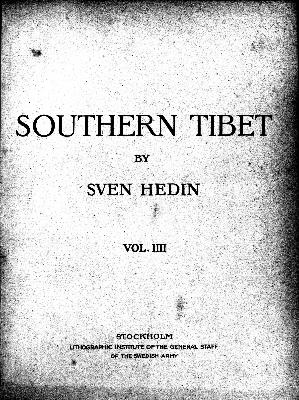 SOUTHERN TIBET
BY
SVEN HEDIN
VOL. IIII
STOCKHOLM
LITHOGRAPHIC INSTITUTE OF THE GENERAL STAFF
OF THE SWEDISH ARMY